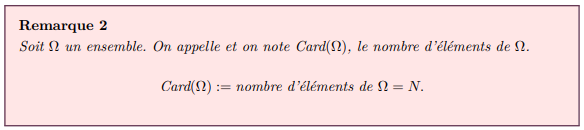 Remarque 2
Soit Ω un ensemble. On appelle et on note Card(Ω), le nombre d'éléments de Ω.
Card(Ω) := nombre d'éléments de Ω = N.